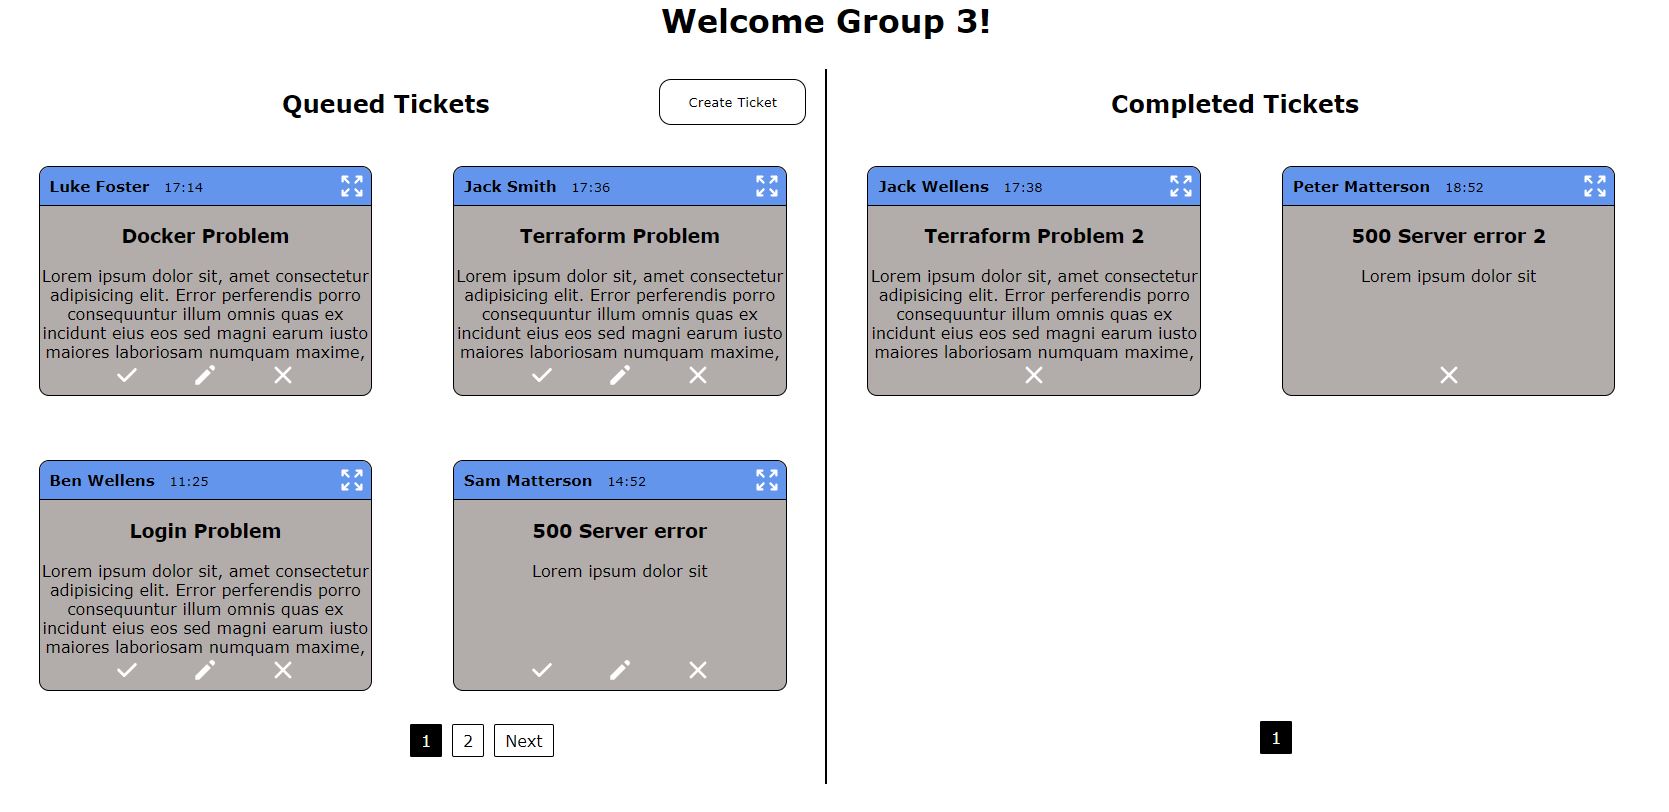 Welcome Group 3!
Queued Tickets
Create Ticket
Luke Foster 17:14
Docker Problem
Lorem ipsum dolor sit, amet consectetur
adipisicing elit. Error perferendis porro
consequuntur illum omnis quas ex
incidunt eius eos sed magni earum iusto
maiores laboriosam numquam maxime,
Jack Smith 17:36
Terraform Problem
Lorem ipsum dolor sit, amet consectetur
adipisicing elit. Error perferendis porro
consequuntur illum omnis quas ex
incidunt eius eos sed magni earum iusto
maiores laboriosam numquam maxime,
Ben Wellens 11:25
Login Problem
Lorem ipsum dolor sit, amet consectetur
adipisicing elit. Error perferendis porro
consequuntur illum omnis quas ex
incidunt eius eos sed magni earum iusto
maiores laboriosam numquam maxime,
Sam Matterson 14:52
500 Server error
Lorem ipsum dolor sit
1 2 Next
Completed Tickets
Jack Wellens 17:38
Terraform Problem 2
Lorem ipsum dolor sit, amet consectetur
adipisicing elit. Error perferendis porro
consequuntur illum omnis quas ex
incidunt eius eos sed magni earum iusto
maiores laboriosam numquam maxime,
Peter Matterson 18:52
500 Server error 2
Lorem ipsum dolor sit
1